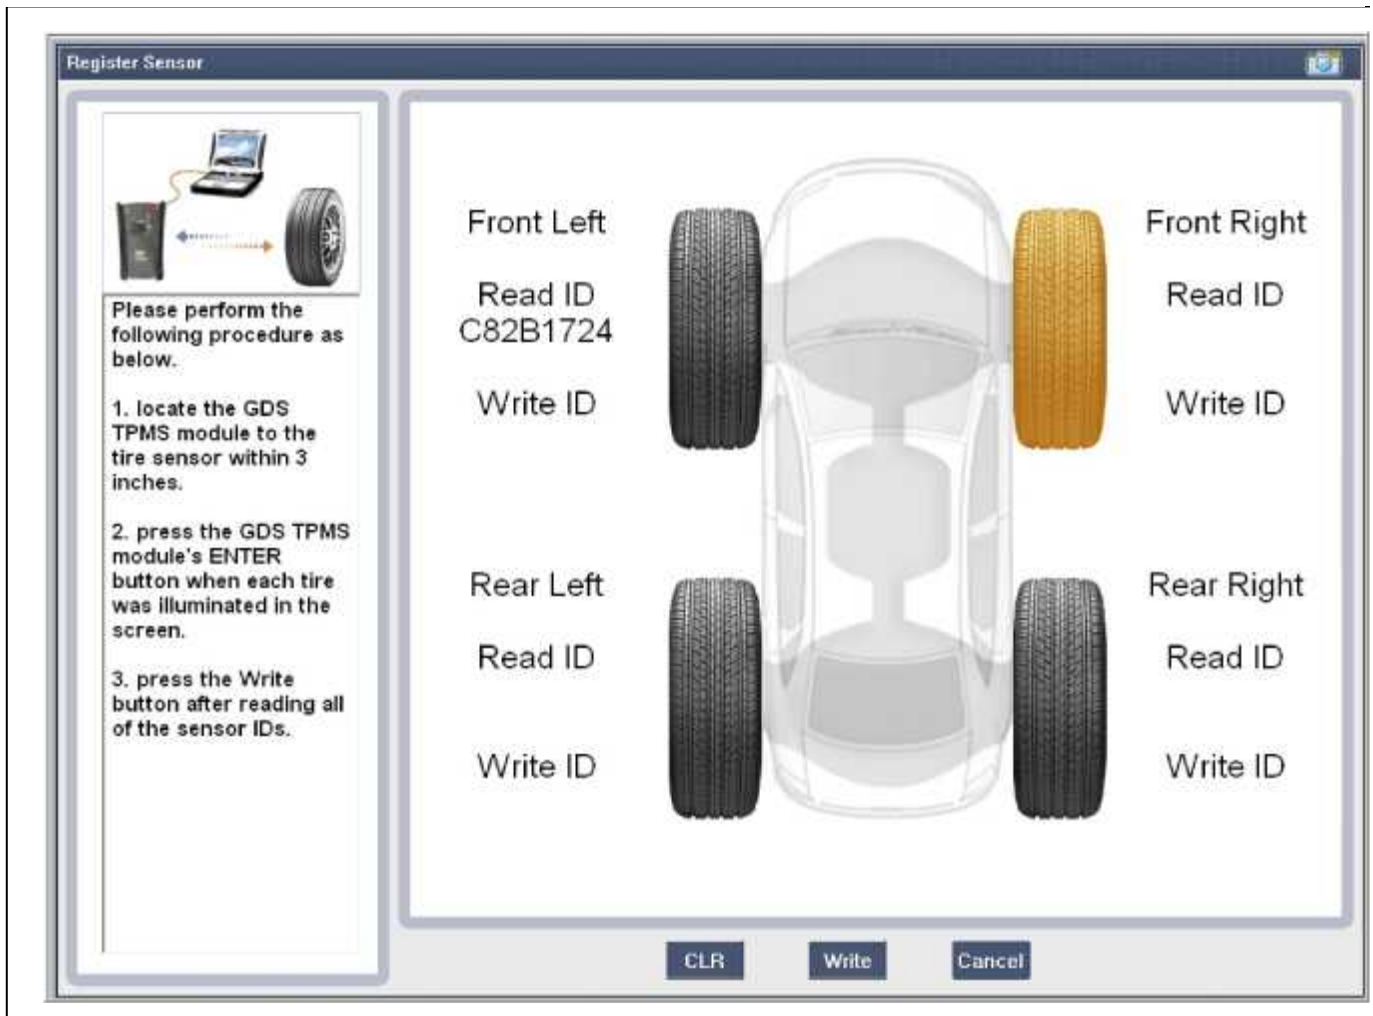 Register Sensor
Please perform the
following procedure as
below.
1. locate the GDS
TPMS module to the
tire sensor within 3
inches.
2. press the GDS TPMS
module's ENTER
button when each tire
was illuminated in the
screen.
3. press the Write
button after reading all
of the sensor IDs.
Front Left
Read ID
C82B1724
Write ID
Front Right
Read ID
Write ID
Rear Left
Read ID
Write ID
Rear Right
Read ID
Write ID
CLR
Write
Cancel